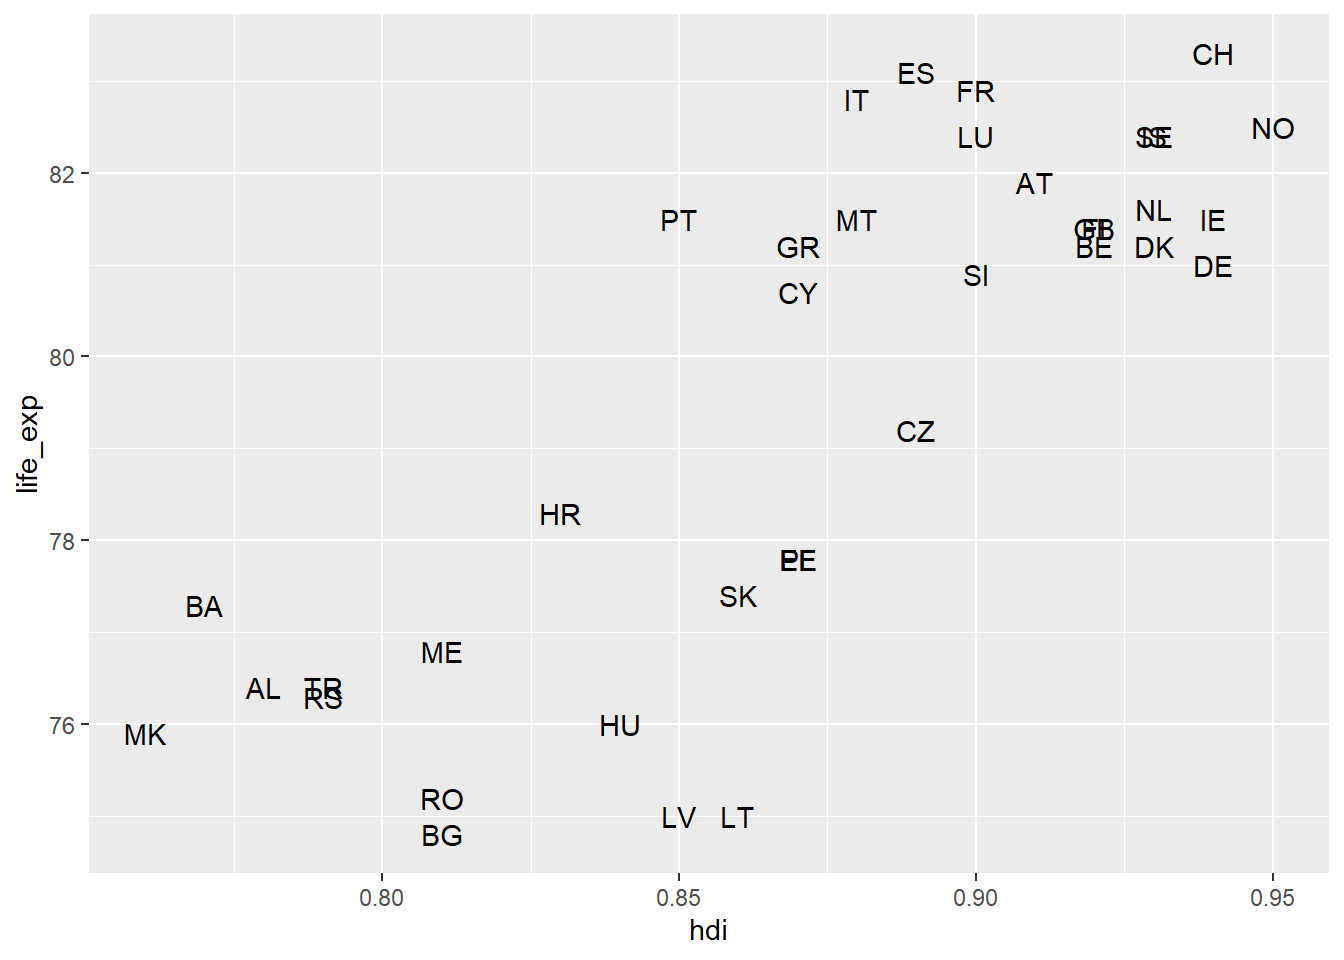 CH
ES
FR
IT
NO
LU
82
AT
NL
PT
MT
IE
GR
BE
DK
DE
SI
CY
80
CZ
life_exp
HR
78
SK
BA
ME
AL
TR
RS
76
HU
MK
RO
LV
LT
BG
0.80
0.85
0.90
0.95
hdi